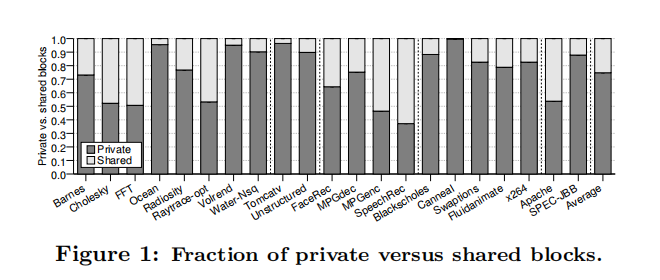 Private vs. shared blocks
1.0
0.9
0.8
0.7
0.6
0.5
0.4
0.3
0.2
0.1
0.0
Private
Shared
Barnes
Cholesky
FFT
Ocean
Radiosity
Raytrace-opt
Volrend
Water-Nsq
Tomcatv
Unstructured
FaceRec
MPGdec
MPGenc
SpeechRec
Blackscholes
Canneal
Swaptions
Fluidanimate
x264
Apache
SPEC-JBB
Average
Figure 1: Fraction of private versus shared blocks.